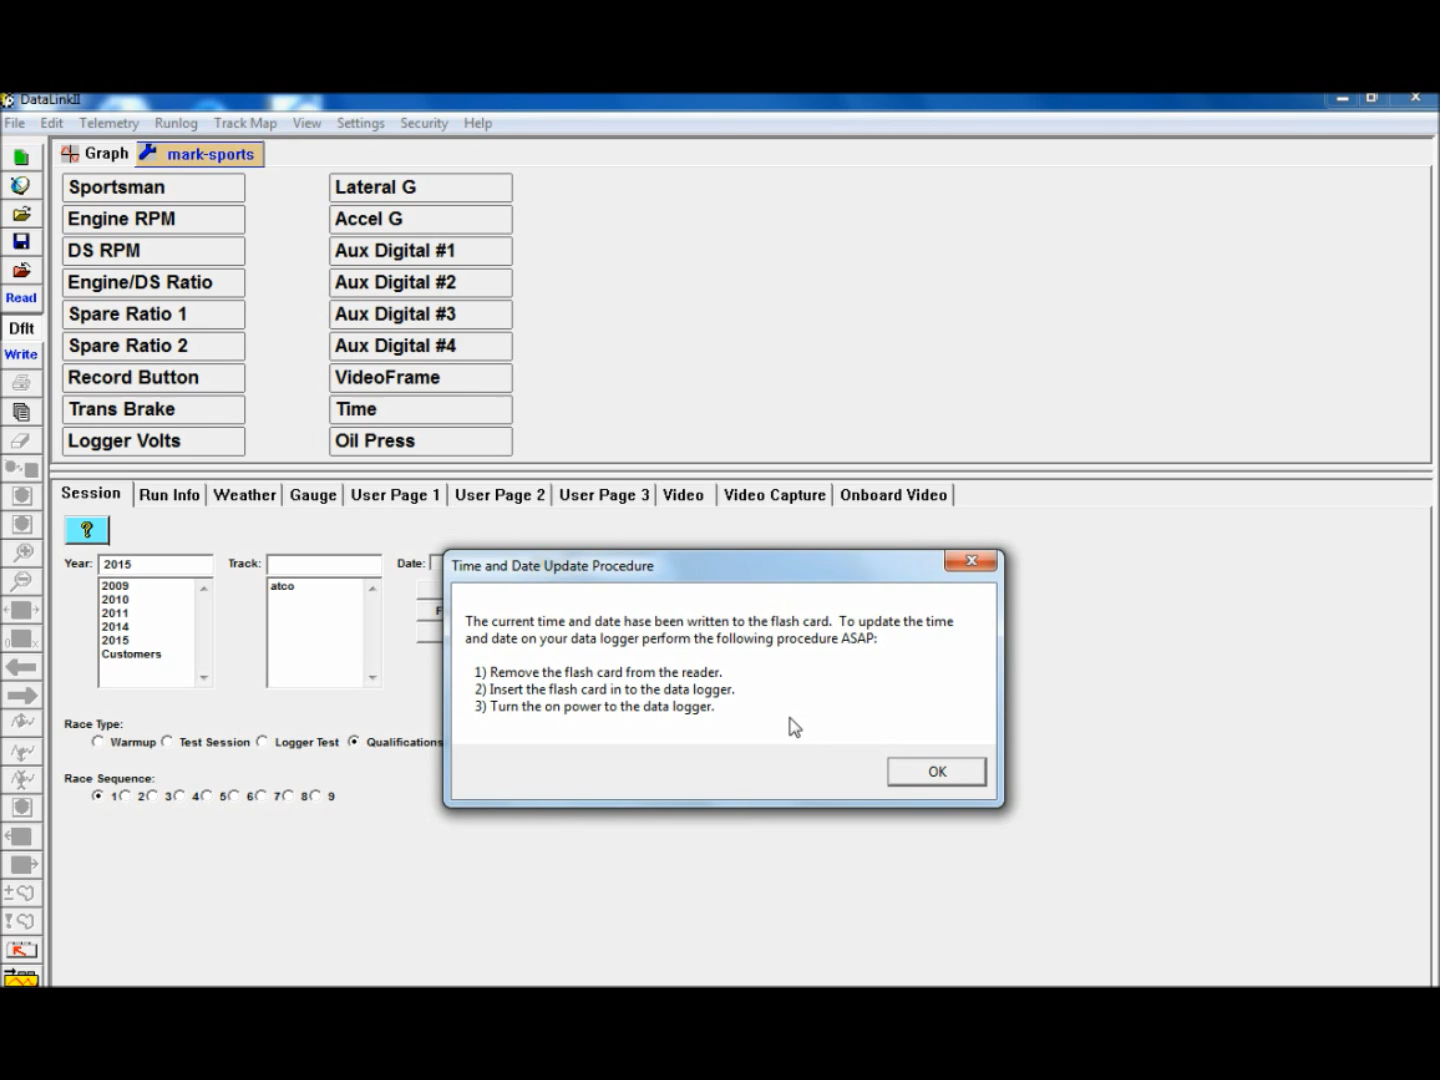 DataLinkII
File Edit Telemetry Runlog Track Map View Settings Security Help
Graph mark-sports
Sportsman Lateral G
Engine RPM Accel G
DS RPM Aux Digital #1
Engine/DS Ratio Aux Digital #2
Spare Ratio 1 Aux Digital #3
Spare Ratio 2 Aux Digital #4
Record Button VideoFrame
Trans Brake Time
Logger Volts Oil Press
Read
Dflt
Write
Session Run Info Weather Gauge User Page 1 User Page 2 User Page 3 Video Video Capture Onboard Video
?
Year: 2015 Track: Date:
2009 atco
2010
2011
2014
2015
Customers
F
Race Type:
Warmup Test Session Logger Test Qualifications
Race Sequence:
1 2 3 4 5 6 7 8 9
Time and Date Update Procedure
The current time and date hase been written to the flash card. To update the time
and date on your data logger perform the following procedure ASAP:
1) Remove the flash card from the reader.
2) Insert the flash card in to the data logger.
3) Turn the on power to the data logger.
OK